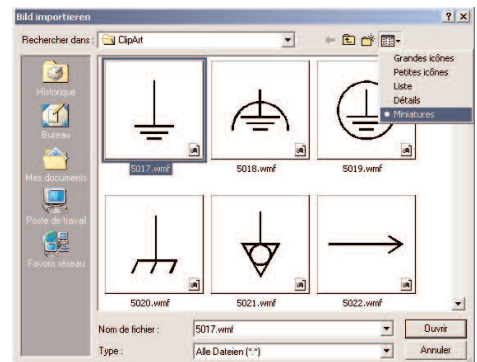 Bild importieren
Rechercher dans :
ClipArt
Grandes icônes
Petites icônes
Liste
Détails
Miniatures
Historique
Bureau
Mes documents
Poste de travail
Favoris réseau
5017.wmf
5018.wmf
5019.wmf
5020.wmf
5021.wmf
5022.wmf
Nom de fichier :
5017.wmf
Ouvrir
Type :
Alle Dateien (*.*)
Annuler